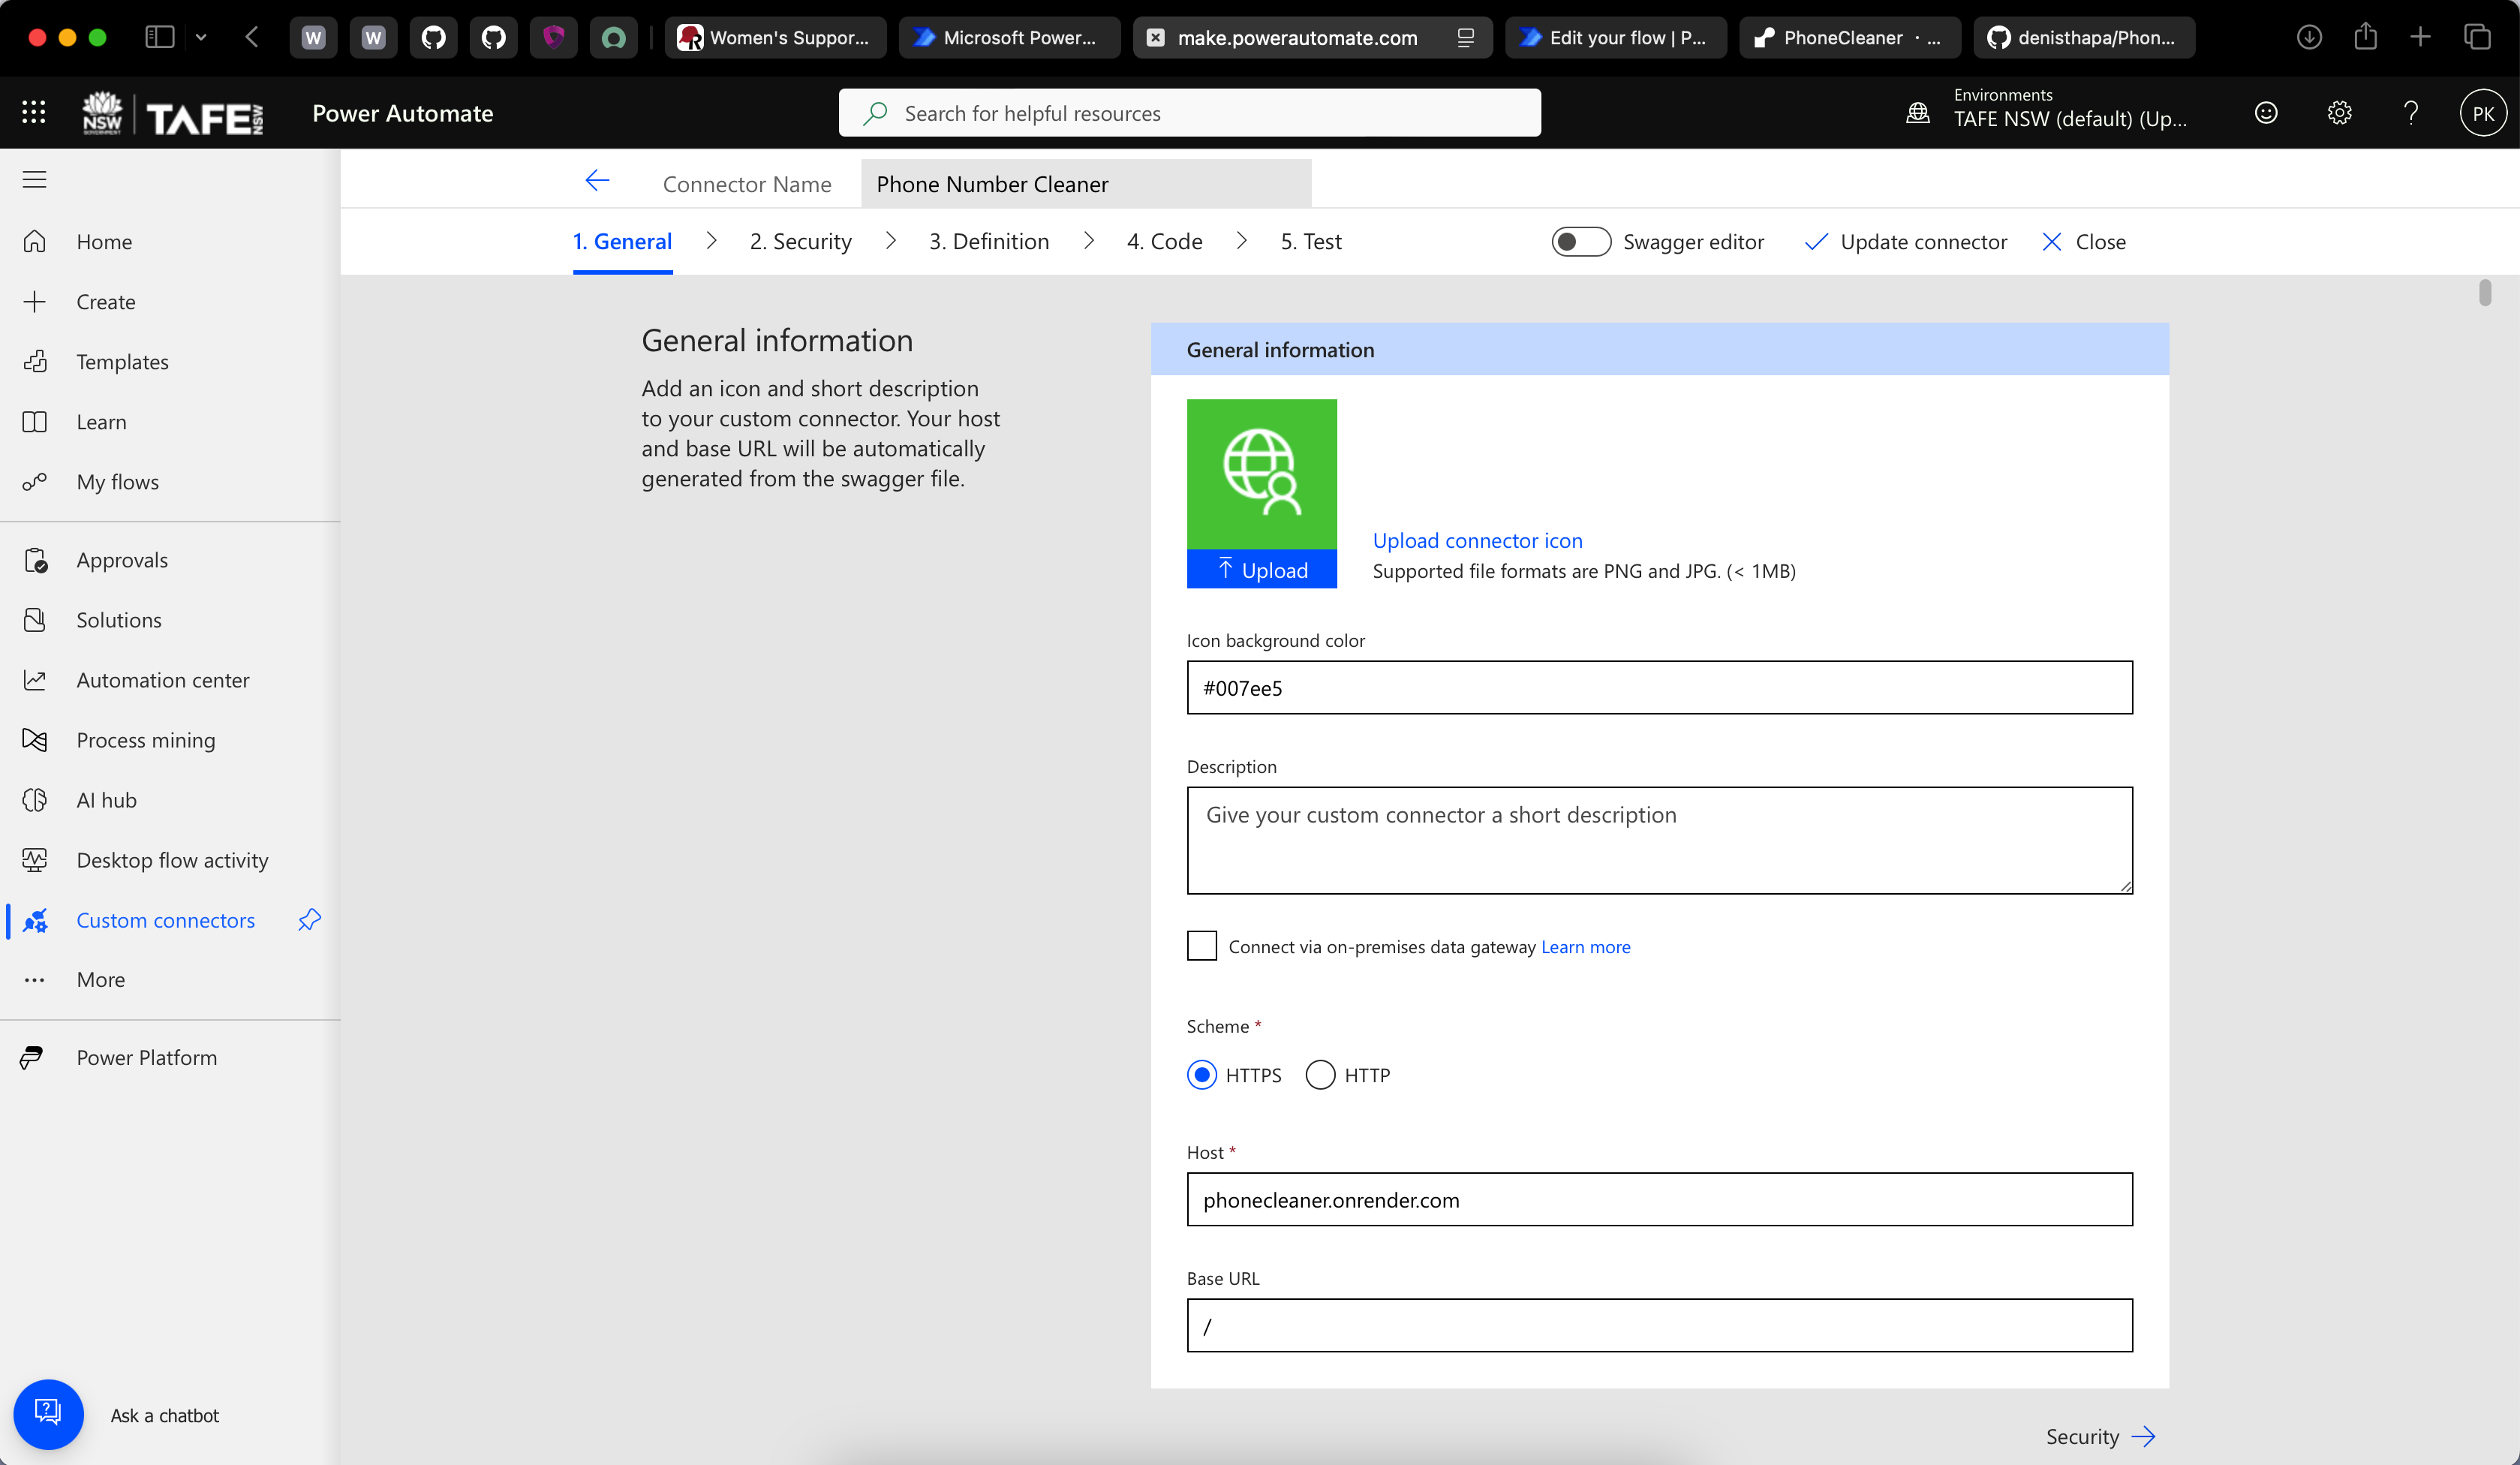 W
W
Women's Suppor...
Microsoft Power...
make.powerautomate.com
Edit your flow | P...
PhoneCleaner · ...
denisthapa/Phon...
NSW
GOVERNMENT
TAFE NSW
Power Automate
Search for helpful resources
Environments
TAFE NSW (default) (Up...
PK
Connector Name
Phone Number Cleaner
1. General
2. Security
3. Definition
4. Code
5. Test
Swagger editor
Update connector
Close
Home
Create
Templates
Learn
My flows
Approvals
Solutions
Automation center
Process mining
AI hub
Desktop flow activity
Custom connectors
More
Power Platform
Ask a chatbot
General information
Add an icon and short description
to your custom connector. Your host
and base URL will be automatically
generated from the swagger file.
General information
Upload
Upload connector icon
Supported file formats are PNG and JPG. (< 1MB)
Icon background color
#007ee5
Description
Give your custom connector a short description
Connect via on-premises data gateway Learn more
Scheme *
HTTPS
HTTP
Host *
phonecleaner.onrender.com
Base URL
/
Security